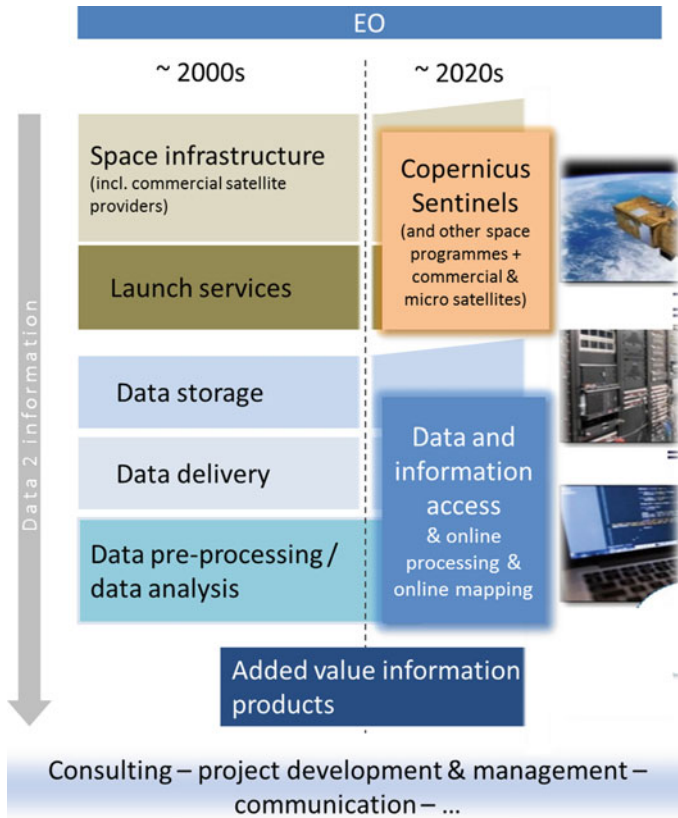 EO
~ 2000s
~ 2020s
Data 2 information
Space infrastructure
(incl. commercial satellite
providers)
Launch services
Copernicus
Sentinels
(and other space
programmes +
commercial &
micro satellites)
Data storage
Data delivery
Data pre-processing /
data analysis
Data and
information
access
& online
processing &
online mapping
Added value information
products
Consulting – project development & management –
communication – ...